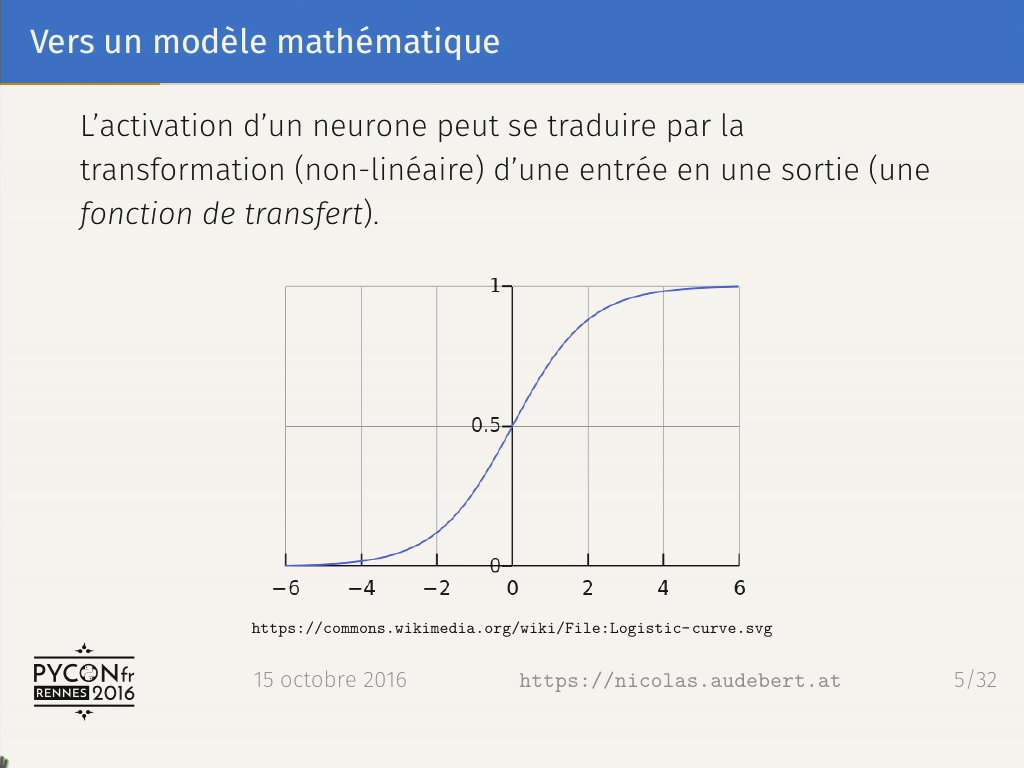 Vers un modèle mathématique
L'activation d'un neurone peut se traduire par la
transformation (non-linéaire) d'une entrée en une sortie (une
fonction de transfert).
1
0.5
0
−6 −4 −2 0 2 4 6
https://commons.wikimedia.org/wiki/File:Logistic-curve.svg
PYCONfr
RENNES 2016
15 octobre 2016 https://nicolas.audebert.at 5/32